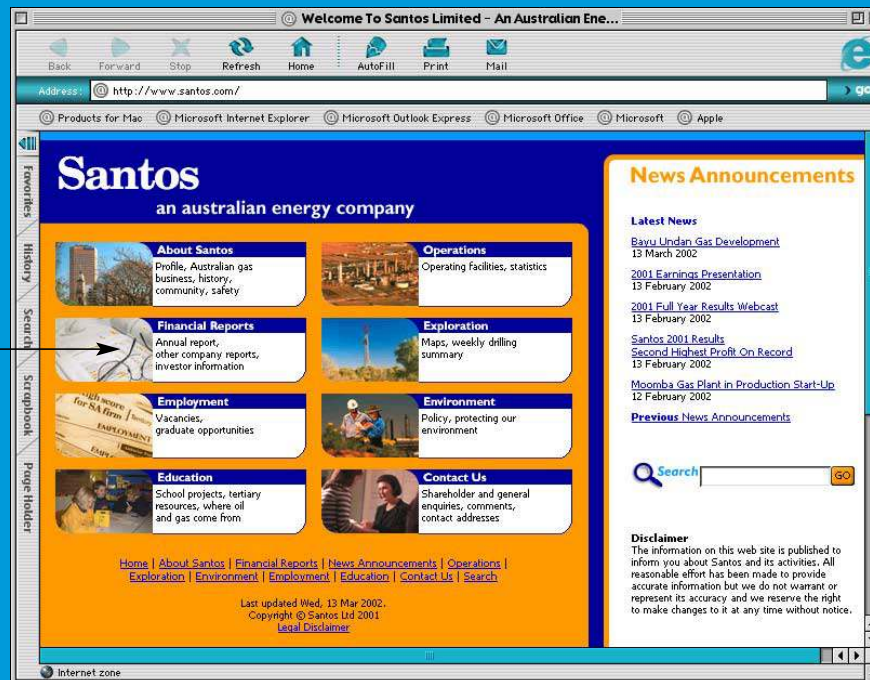 Welcome To Santos Limited - An Australian Ene...
Back Forward Stop Refresh Home AutoFill Print Mail
Address: @ http://www.santos.com/ go
@ Products for Mac @ Microsoft Internet Explorer @ Microsoft Outlook Express @ Microsoft Office @ Microsoft @ Apple
Favorites
History
Search
Scrapbook
Page Holder
Santos
an australian energy company
About Santos
Profile, Australian gas
business, history,
community, safety
Operations
Operating facilities, statistics
Financial Reports
Annual report,
other company reports,
investor information
Exploration
Maps, weekly drilling
summary
for SA firm
EMPLOYMENT
Employment
Vacancies,
graduate opportunities
Environment
Policy, protecting our
environment
Education
School projects, tertiary
resources, where oil
and gas come from
Contact Us
Shareholder and general
enquiries, comments,
contact addresses
Home | About Santos | Financial Reports | News Announcements | Operations |
Exploration | Environment | Employment | Education | Contact Us | Search
Last updated Wed, 13 Mar 2002.
Copyright © Santos Ltd 2001
Legal Disclaimer
News Announcements
Latest News
Bayu Undan Gas Development
13 March 2002
2001 Earnings Presentation
13 February 2002
2001 Full Year Results Webcast
13 February 2002
Santos 2001 Results
Second Highest Profit On Record
13 February 2002
Moomba Gas Plant in Production Start-Up
12 February 2002
Previous News Announcements
Search GO
Disclaimer
The information on this web site is published to
inform you about Santos and its activities. All
reasonable effort has been made to provide
accurate information but we do not warrant or
represent its accuracy and we reserve the right
to make changes to it at any time without notice.
Internet zone